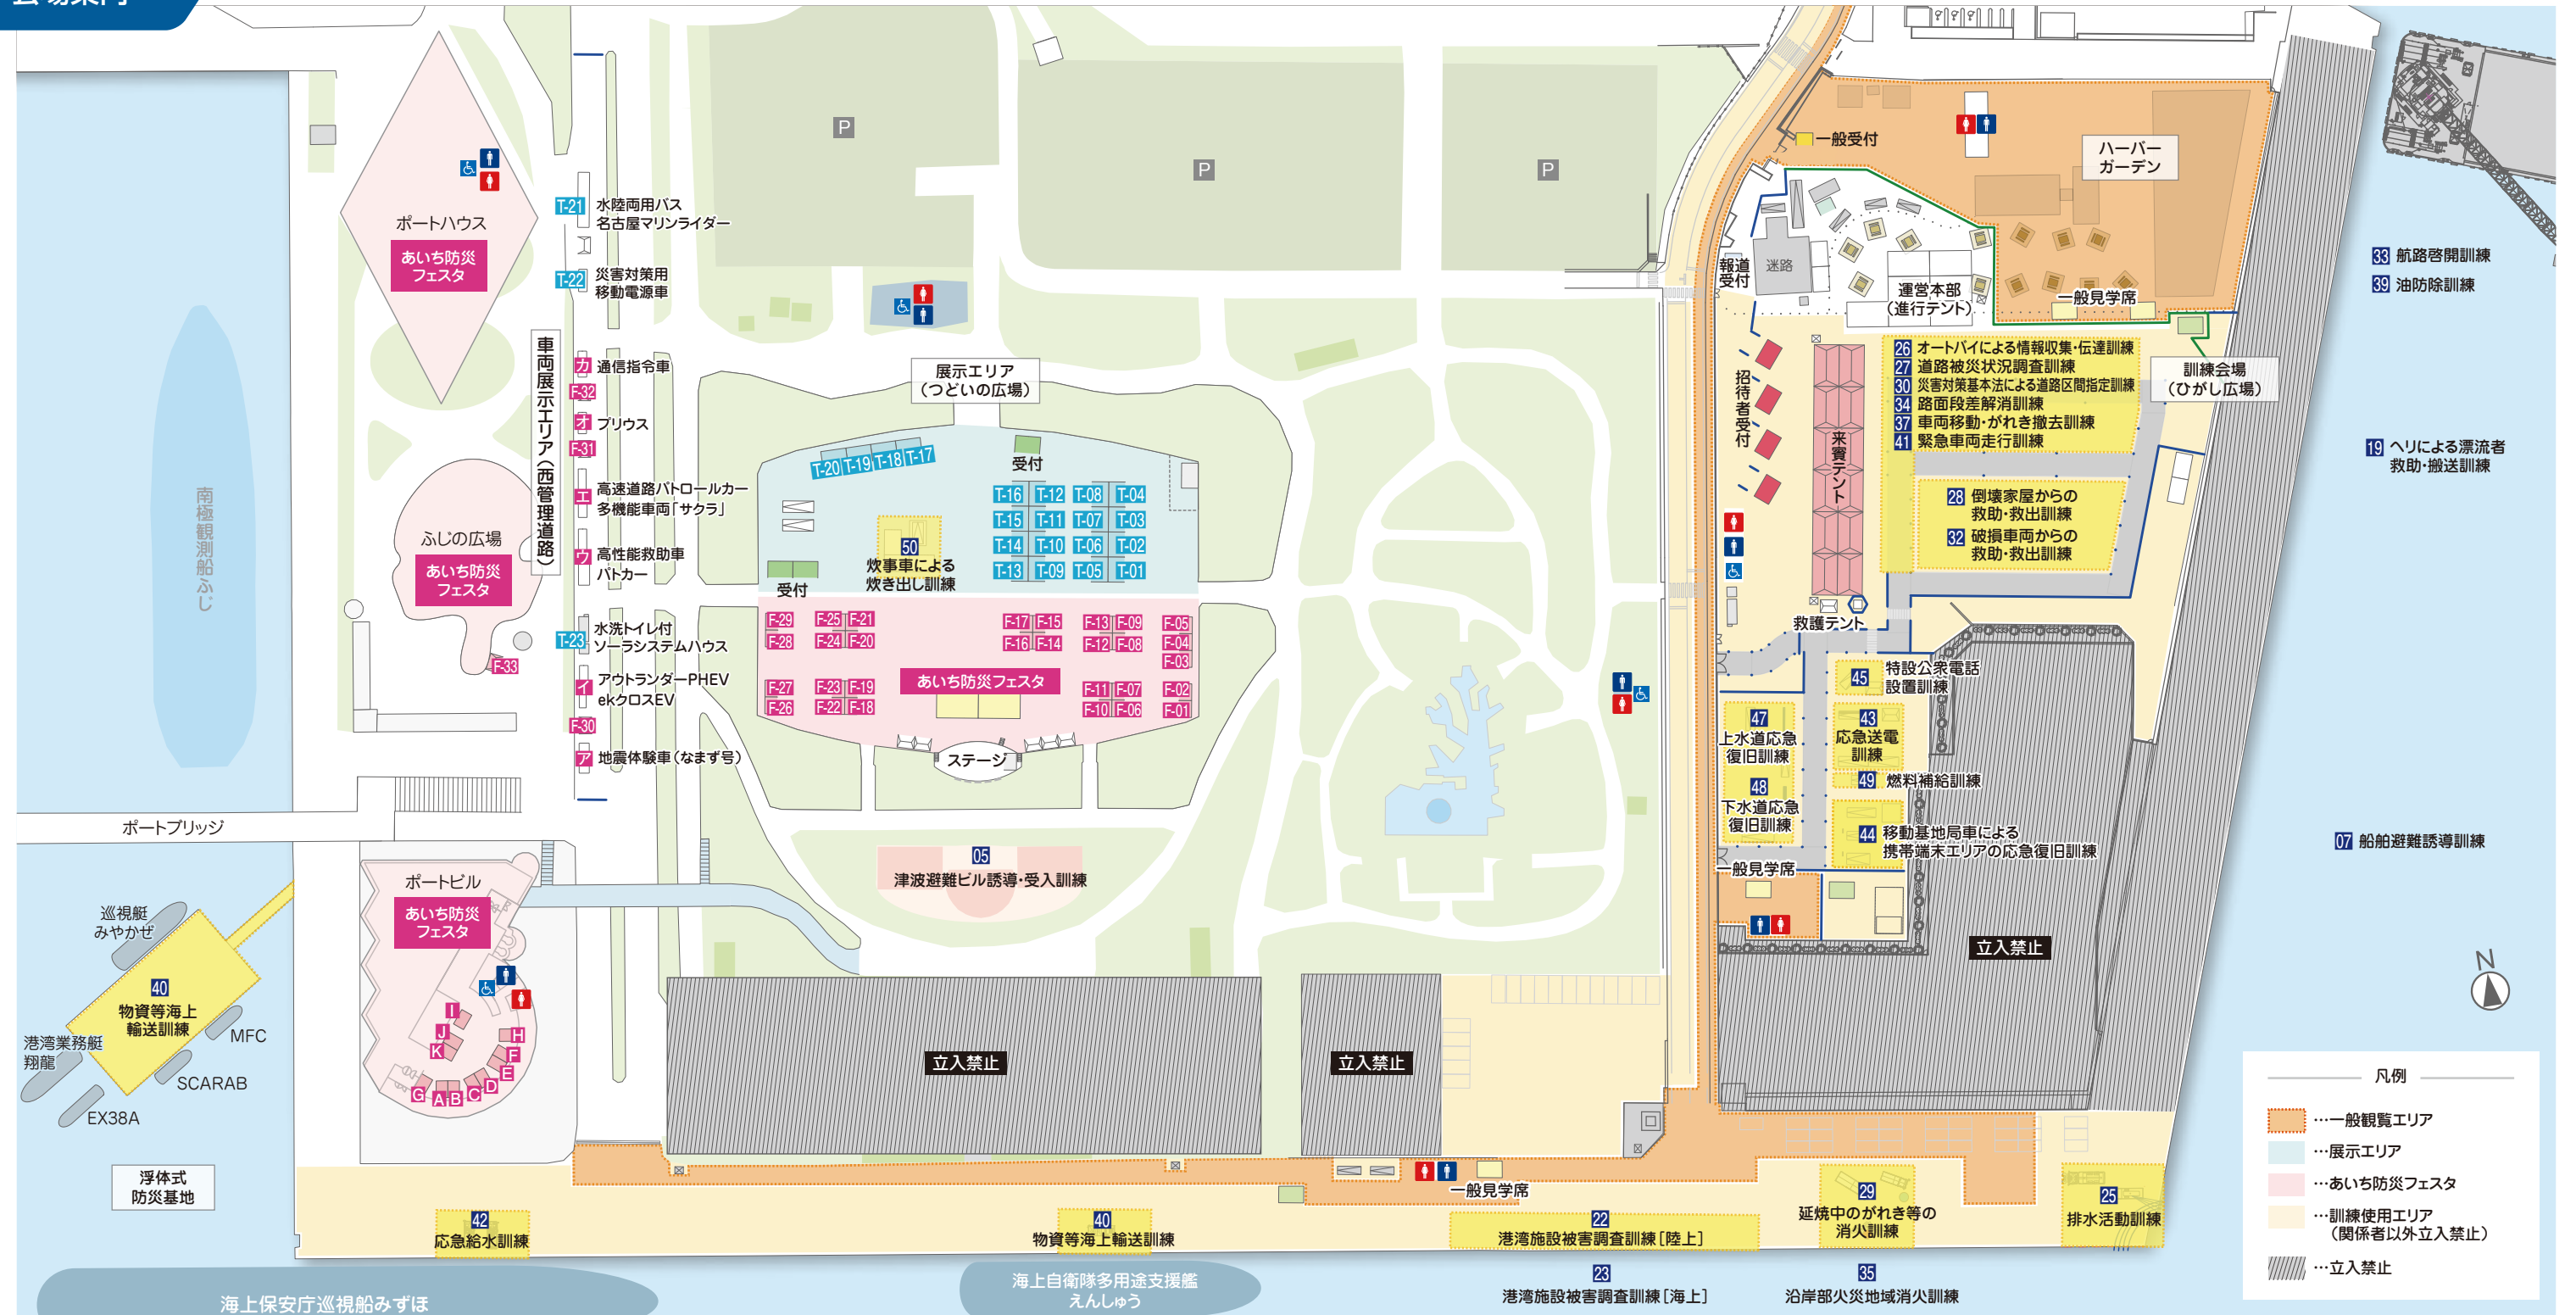 会場案内
P
P
P
ポートハウス
あいち防災
フェスタ
T-21
水陸両用バス
名古屋マリンライダー
T-22
災害対策用
移動電源車
車両展示エリア（西管理道路）
カ 通信指令車
F-32
オ プリウス
F-31
エ 高速道路パトロールカー
多機能車両「サクラ」
ウ 高性能救助車
パトカー
T-23 水洗トイレ付
ソーラシステムハウス
イ アウトランダーPHEV
ekクロスEV
F-30
ア 地震体験車（なまず号）
南極観測船ふじ
ふじの広場
あいち防災
フェスタ
F-33
ポートブリッジ
ポートビル
あいち防災
フェスタ
I
J
K
H
F
E
D
C
B
A
G
巡視艇
みやかぜ
40
物資等海上
輸送訓練
港湾業務艇
翔龍
MFC
SCARAB
EX38A
浮体式
防災基地
展示エリア
（つどいの広場）
T-20 T-19 T-18 T-17
受付
T-16 T-12 T-08 T-04
T-15 T-11 T-07 T-03
T-14 T-10 T-06 T-02
T-13 T-09 T-05 T-01
50
炊事車による
炊き出し訓練
受付
F-29 F-25 F-21 F-17 F-15 F-13 F-09 F-05
F-28 F-24 F-20 F-16 F-14 F-12 F-08 F-04
F-03
あいち防災フェスタ
F-27 F-23 F-19 F-11 F-07 F-02
F-26 F-22 F-18 F-10 F-06 F-01
ステージ
05
津波避難ビル誘導・受入訓練
立入禁止
立入禁止
立入禁止
一般受付
ハーバー
ガーデン
報道
受付
迷路
運営本部
（進行テント）
一般見学席
招待者受付
来賓テント
26 オートバイによる情報収集・伝達訓練
27 道路被災状況調査訓練
30 災害対策基本法による道路区間指定訓練
34 路面段差解消訓練
37 車両移動・がれき撤去訓練
41 緊急車両走行訓練
訓練会場
（ひがし広場）
28 倒壊家屋からの
救助・救出訓練
32 破損車両からの
救助・救出訓練
救護テント
45 特設公衆電話
設置訓練
47
上水道応急
復旧訓練
43
応急送電
訓練
49 燃料補給訓練
48
下水道応急
復旧訓練
44 移動基地局車による
携帯端末エリアの応急復旧訓練
一般見学席
33 航路啓開訓練
39 油防除訓練
19 ヘリによる漂流者
救助・搬送訓練
07 船舶避難誘導訓練
N
一般見学席
42
応急給水訓練
40
物資等海上輸送訓練
22
港湾施設被害調査訓練［陸上］
29
延焼中のがれき等の
消火訓練
25
排水活動訓練
23
港湾施設被害調査訓練［海上］
35
沿岸部火災地域消火訓練
海上保安庁巡視船みずほ
海上自衛隊多用途支援艦
えんしゅう
凡例
…一般観覧エリア
…展示エリア
…あいち防災フェスタ
…訓練使用エリア
（関係者以外立入禁止）
…立入禁止